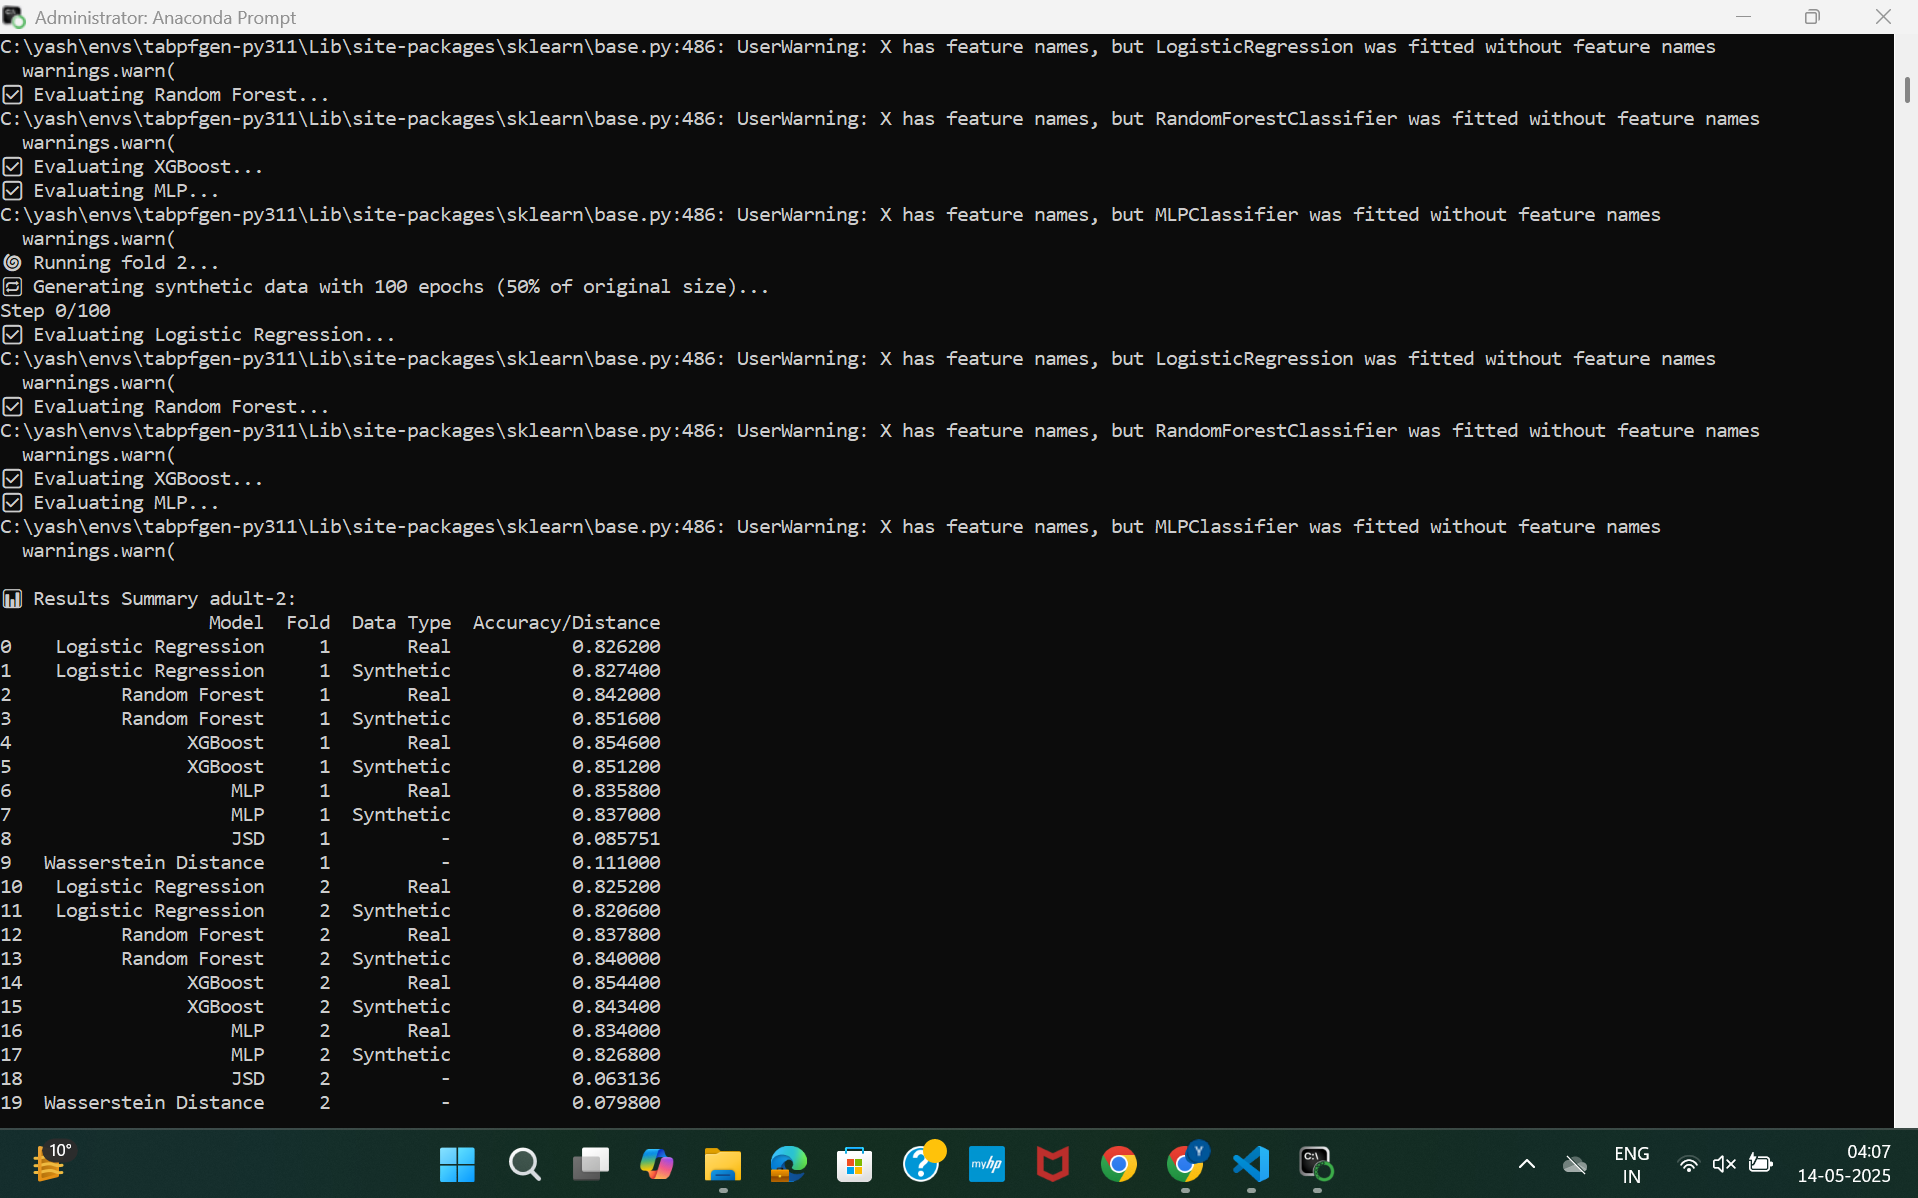 Administrator: Anaconda Prompt
C:\yash\envs\tabpfgen-py311\Lib\site-packages\sklearn\base.py:486: UserWarning: X has feature names, but LogisticRegression was fitted without feature names
  warnings.warn(
Evaluating Random Forest...
C:\yash\envs\tabpfgen-py311\Lib\site-packages\sklearn\base.py:486: UserWarning: X has feature names, but RandomForestClassifier was fitted without feature names
  warnings.warn(
Evaluating XGBoost...
Evaluating MLP...
C:\yash\envs\tabpfgen-py311\Lib\site-packages\sklearn\base.py:486: UserWarning: X has feature names, but MLPClassifier was fitted without feature names
  warnings.warn(
Running fold 2...
Generating synthetic data with 100 epochs (50% of original size)...
Step 0/100
Evaluating Logistic Regression...
C:\yash\envs\tabpfgen-py311\Lib\site-packages\sklearn\base.py:486: UserWarning: X has feature names, but LogisticRegression was fitted without feature names
  warnings.warn(
Evaluating Random Forest...
C:\yash\envs\tabpfgen-py311\Lib\site-packages\sklearn\base.py:486: UserWarning: X has feature names, but RandomForestClassifier was fitted without feature names
  warnings.warn(
Evaluating XGBoost...
Evaluating MLP...
C:\yash\envs\tabpfgen-py311\Lib\site-packages\sklearn\base.py:486: UserWarning: X has feature names, but MLPClassifier was fitted without feature names
  warnings.warn(
Results Summary adult-2:
Model Fold Data Type Accuracy/Distance
0 Logistic Regression 1 Real 0.826200
1 Logistic Regression 1 Synthetic 0.827400
2 Random Forest 1 Real 0.842000
3 Random Forest 1 Synthetic 0.851600
4 XGBoost 1 Real 0.854600
5 XGBoost 1 Synthetic 0.851200
6 MLP 1 Real 0.835800
7 MLP 1 Synthetic 0.837000
8 JSD 1 - 0.085751
9 Wasserstein Distance 1 - 0.111000
10 Logistic Regression 2 Real 0.825200
11 Logistic Regression 2 Synthetic 0.820600
12 Random Forest 2 Real 0.837800
13 Random Forest 2 Synthetic 0.840000
14 XGBoost 2 Real 0.854400
15 XGBoost 2 Synthetic 0.843400
16 MLP 2 Real 0.834000
17 MLP 2 Synthetic 0.826800
18 JSD 2 - 0.063136
19 Wasserstein Distance 2 - 0.079800
10°
myhp
Y
C:\
ENG
IN
04:07
14-05-2025